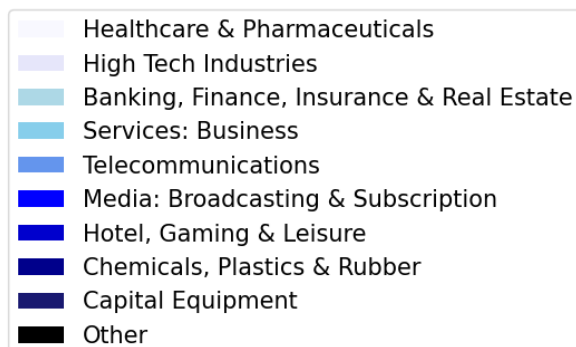 Healthcare & Pharmaceuticals
High Tech Industries
Banking, Finance, Insurance & Real Estate
Services: Business
Telecommunications
Media: Broadcasting & Subscription
Hotel, Gaming & Leisure
Chemicals, Plastics & Rubber
Capital Equipment
Other